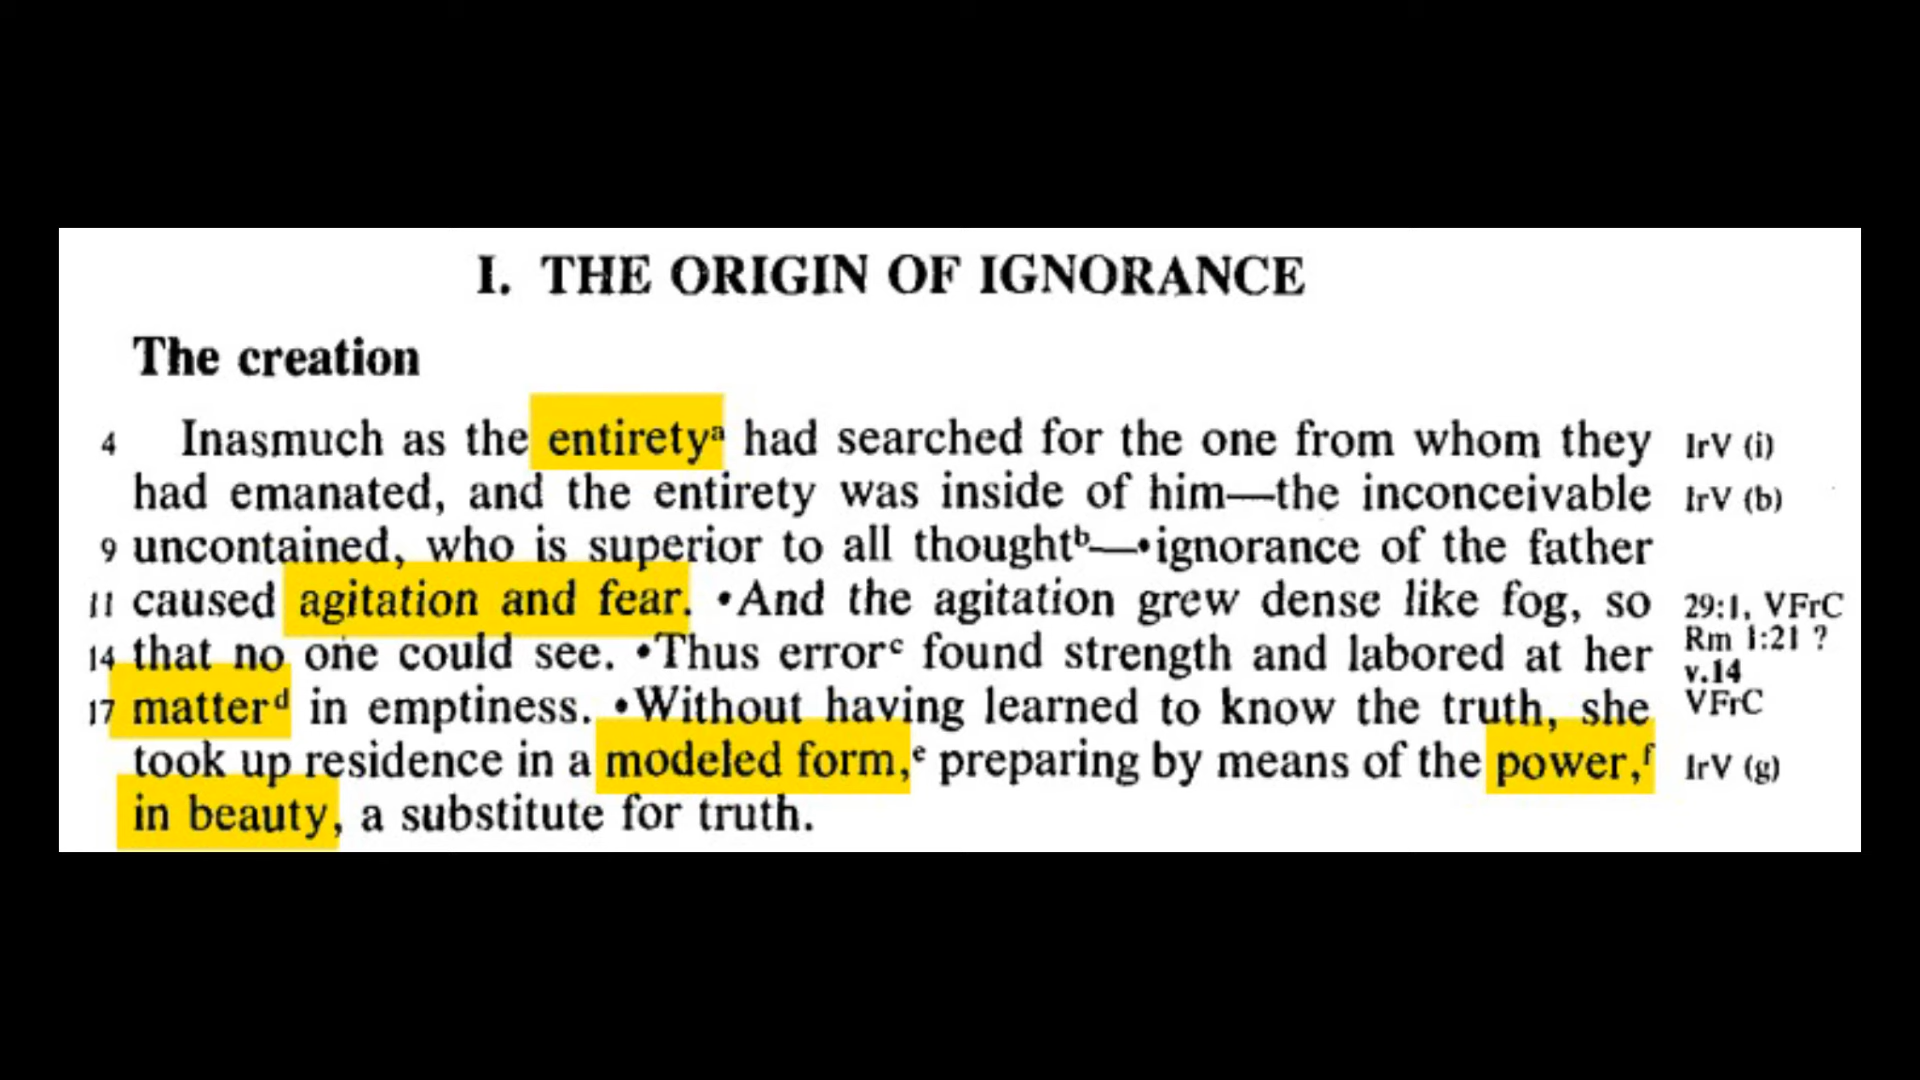 I. THE ORIGIN OF IGNORANCE
The creation
4 Inasmuch as the entiretyᵃ had searched for the one from whom they IrV (i)
had emanated, and the entirety was inside of him—the inconceivable IrV (b)
9 uncontained, who is superior to all thoughtᵇ—•ignorance of the father
11 caused agitation and fear. •And the agitation grew dense like fog, so 29:1, VFrC
Rm 1:21 ?
14 that no one could see. •Thus errorᶜ found strength and labored at her v.14
17 matterᵈ in emptiness. •Without having learned to know the truth, she VFrC
took up residence in a modeled form,ᵉ preparing by means of the power,ᶠ IrV (g)
in beauty, a substitute for truth.